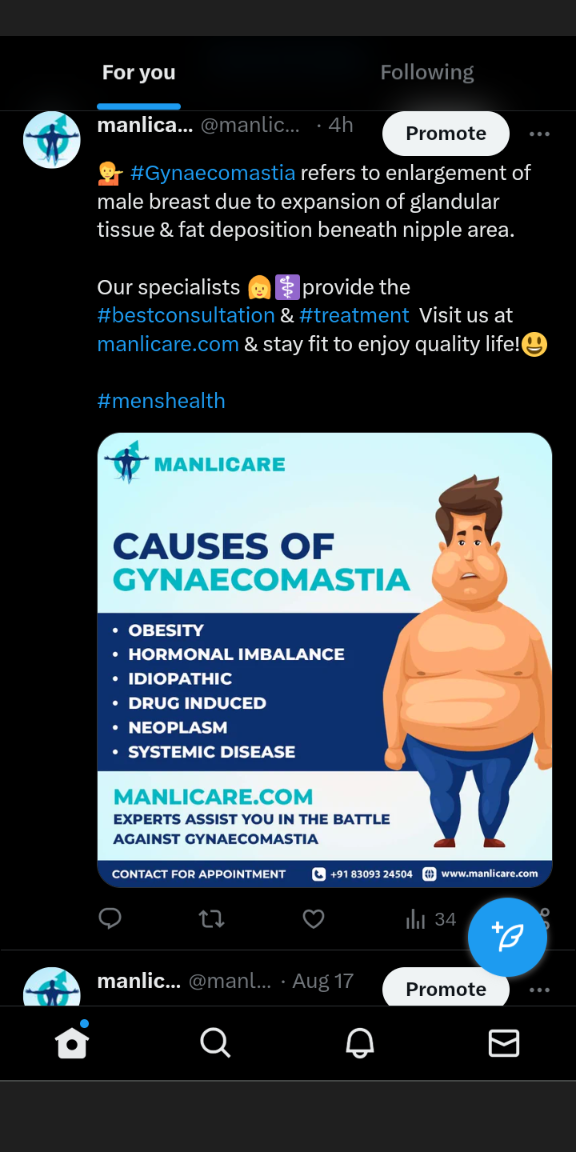 For you
Following
manlica... @manlic... · 4h
Promote
#Gynaecomastia refers to enlargement of
male breast due to expansion of glandular
tissue & fat deposition beneath nipple area.
Our specialists 👩⚕️provide the
#bestconsultation & #treatment Visit us at
manlicare.com & stay fit to enjoy quality life!😃
#menshealth
MANLICARE
CAUSES OF
GYNAECOMASTIA
• OBESITY
• HORMONAL IMBALANCE
• IDIOPATHIC
• DRUG INDUCED
• NEOPLASM
• SYSTEMIC DISEASE
MANLICARE.COM
EXPERTS ASSIST YOU IN THE BATTLE
AGAINST GYNAECOMASTIA
CONTACT FOR APPOINTMENT +91 83093 24504 www.manlicare.com
34
manlic... @manl... · Aug 17
Promote